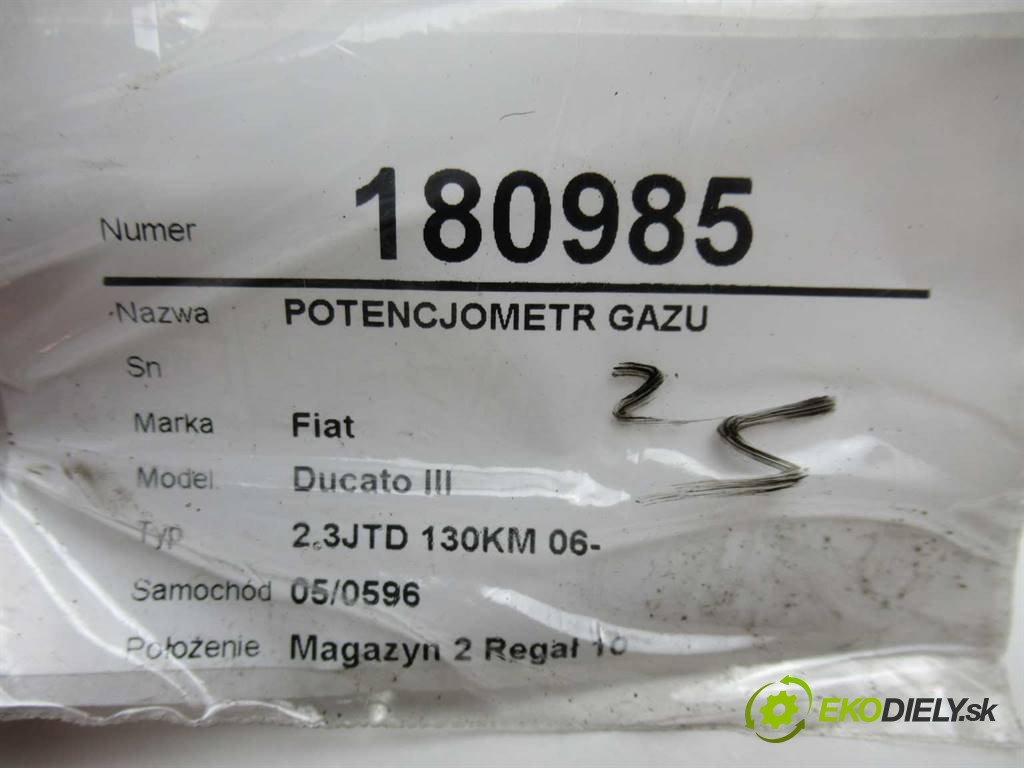 Numer 180985
Nazwa POTENCJOMETR GAZU
Sn
Marka Fiat
Model Ducato III
Typ 2.3JTD 130KM 06-
Samochód 05/0596
Położenie Magazyn 2 Regał 10
EKODIELY.sk